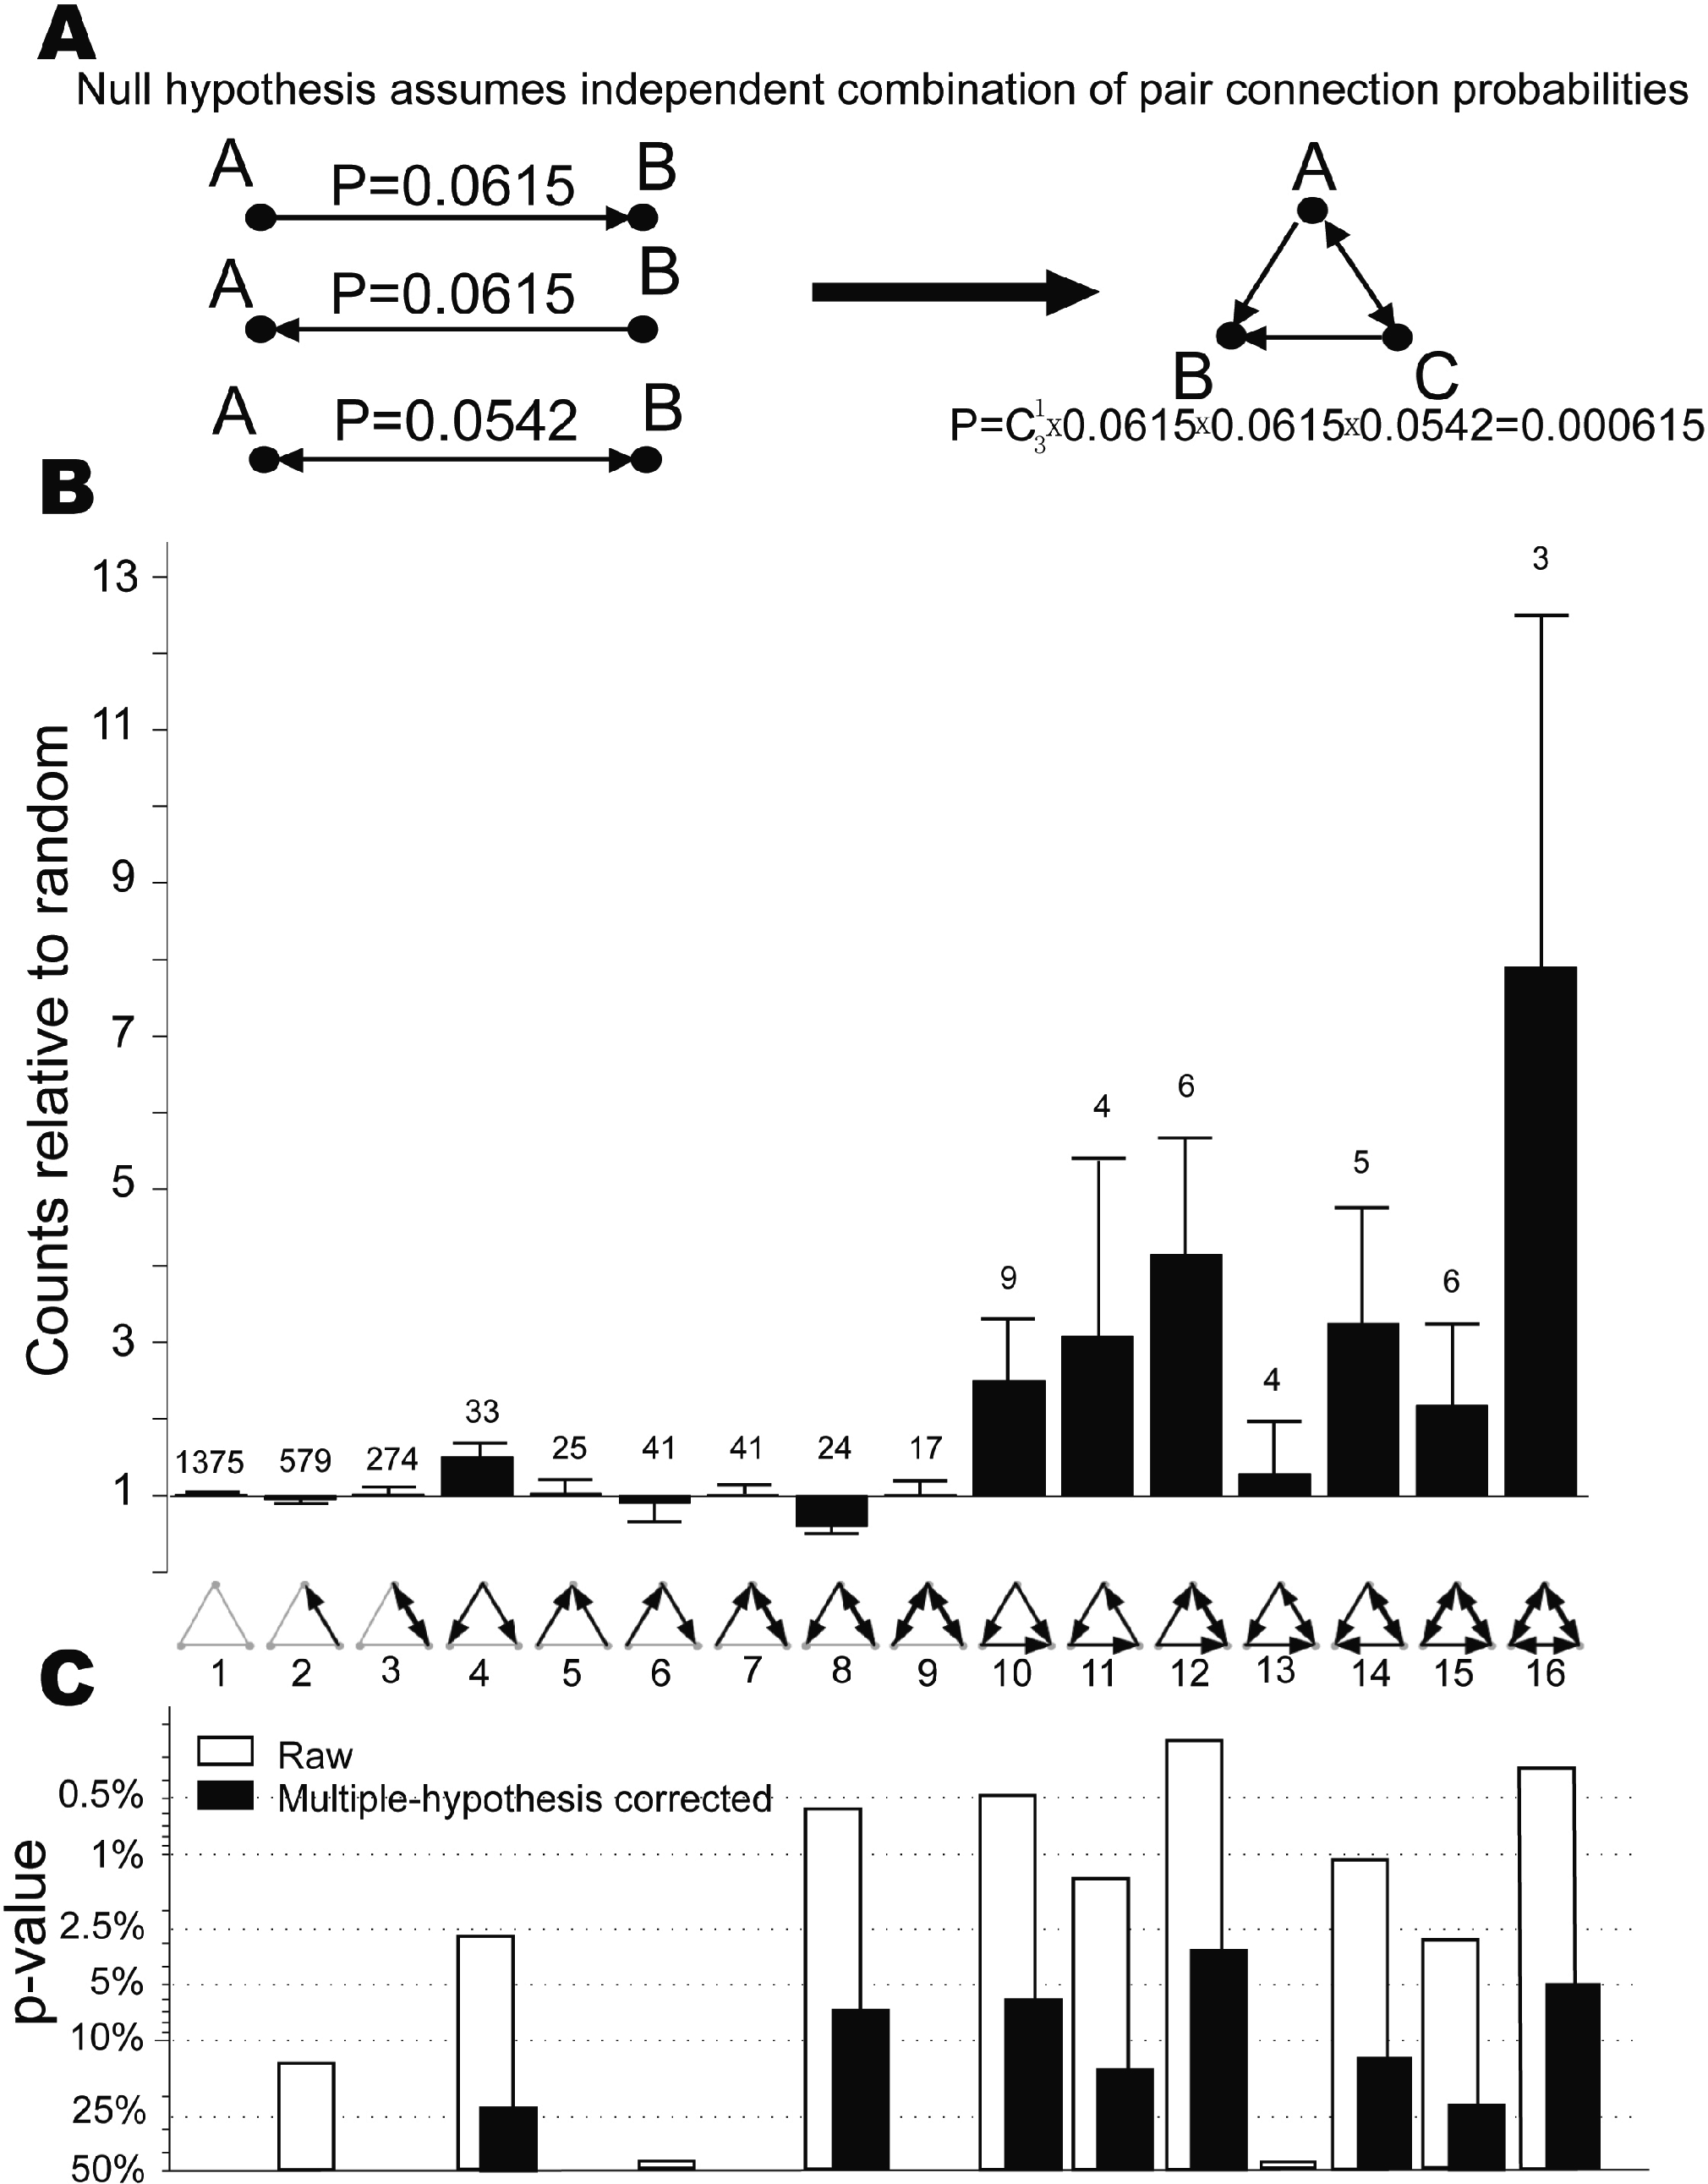 A
Null hypothesis assumes independent combination of pair connection probabilities
A P=0.0615 B
A P=0.0615 B
A P=0.0542 B
A
B C
P=C¹₃x0.0615x0.0615x0.0542=0.000615
B
Counts relative to random
13
11
9
7
5
3
1
1375 579 274 33 25 41 41 24 17 9 4 6 4 5 6 3
1 2 3 4 5 6 7 8 9 10 11 12 13 14 15 16
C
Raw
Multiple-hypothesis corrected
p-value
0.5%
1%
2.5%
5%
10%
25%
50%